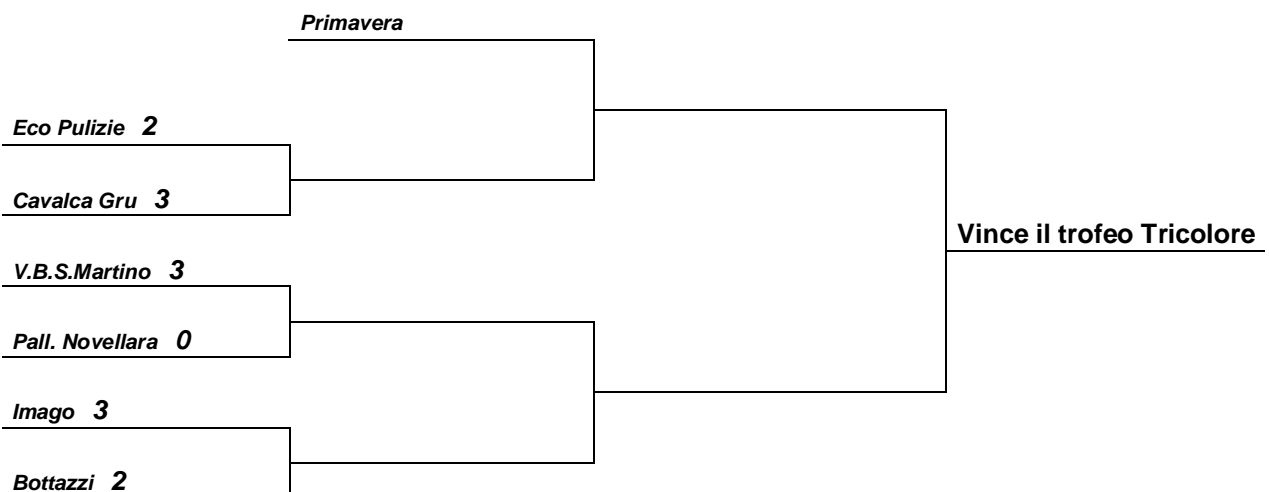 Primavera
Eco Pulizie 2
Cavalca Gru 3
Vince il trofeo Tricolore
V.B.S.Martino 3
Pall. Novellara 0
Imago 3
Bottazzi 2